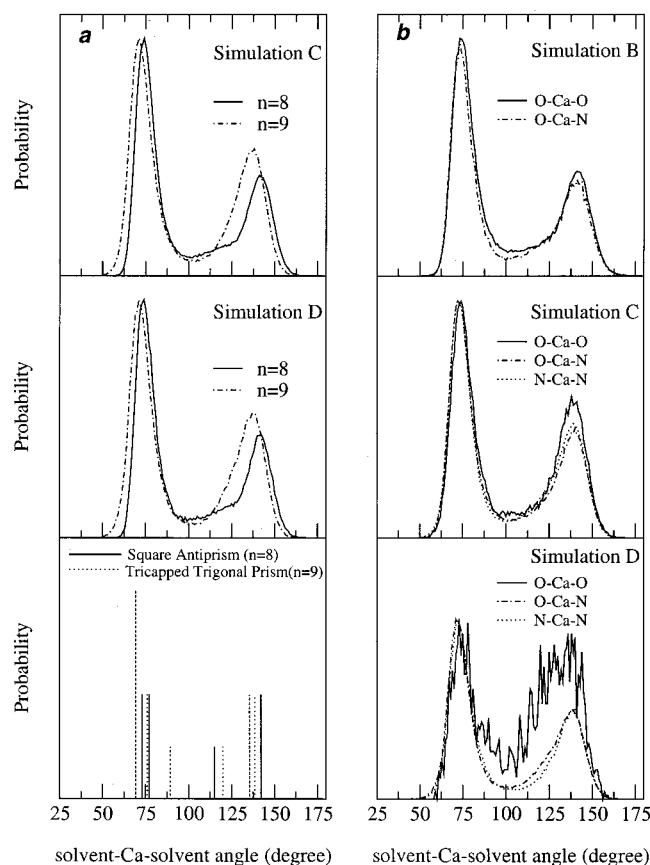 a
Simulation C
n=8
n=9
Probability
Simulation D
n=8
n=9
Probability
Square Antiprism (n=8)
Tricapped Trigonal Prism(n=9)
Probability
25 50 75 100 125 150 175
solvent-Ca-solvent angle (degree)
b
Simulation B
O-Ca-O
O-Ca-N
Simulation C
O-Ca-O
O-Ca-N
N-Ca-N
Simulation D
O-Ca-O
O-Ca-N
N-Ca-N
25 50 75 100 125 150 175
solvent-Ca-solvent angle (degree)